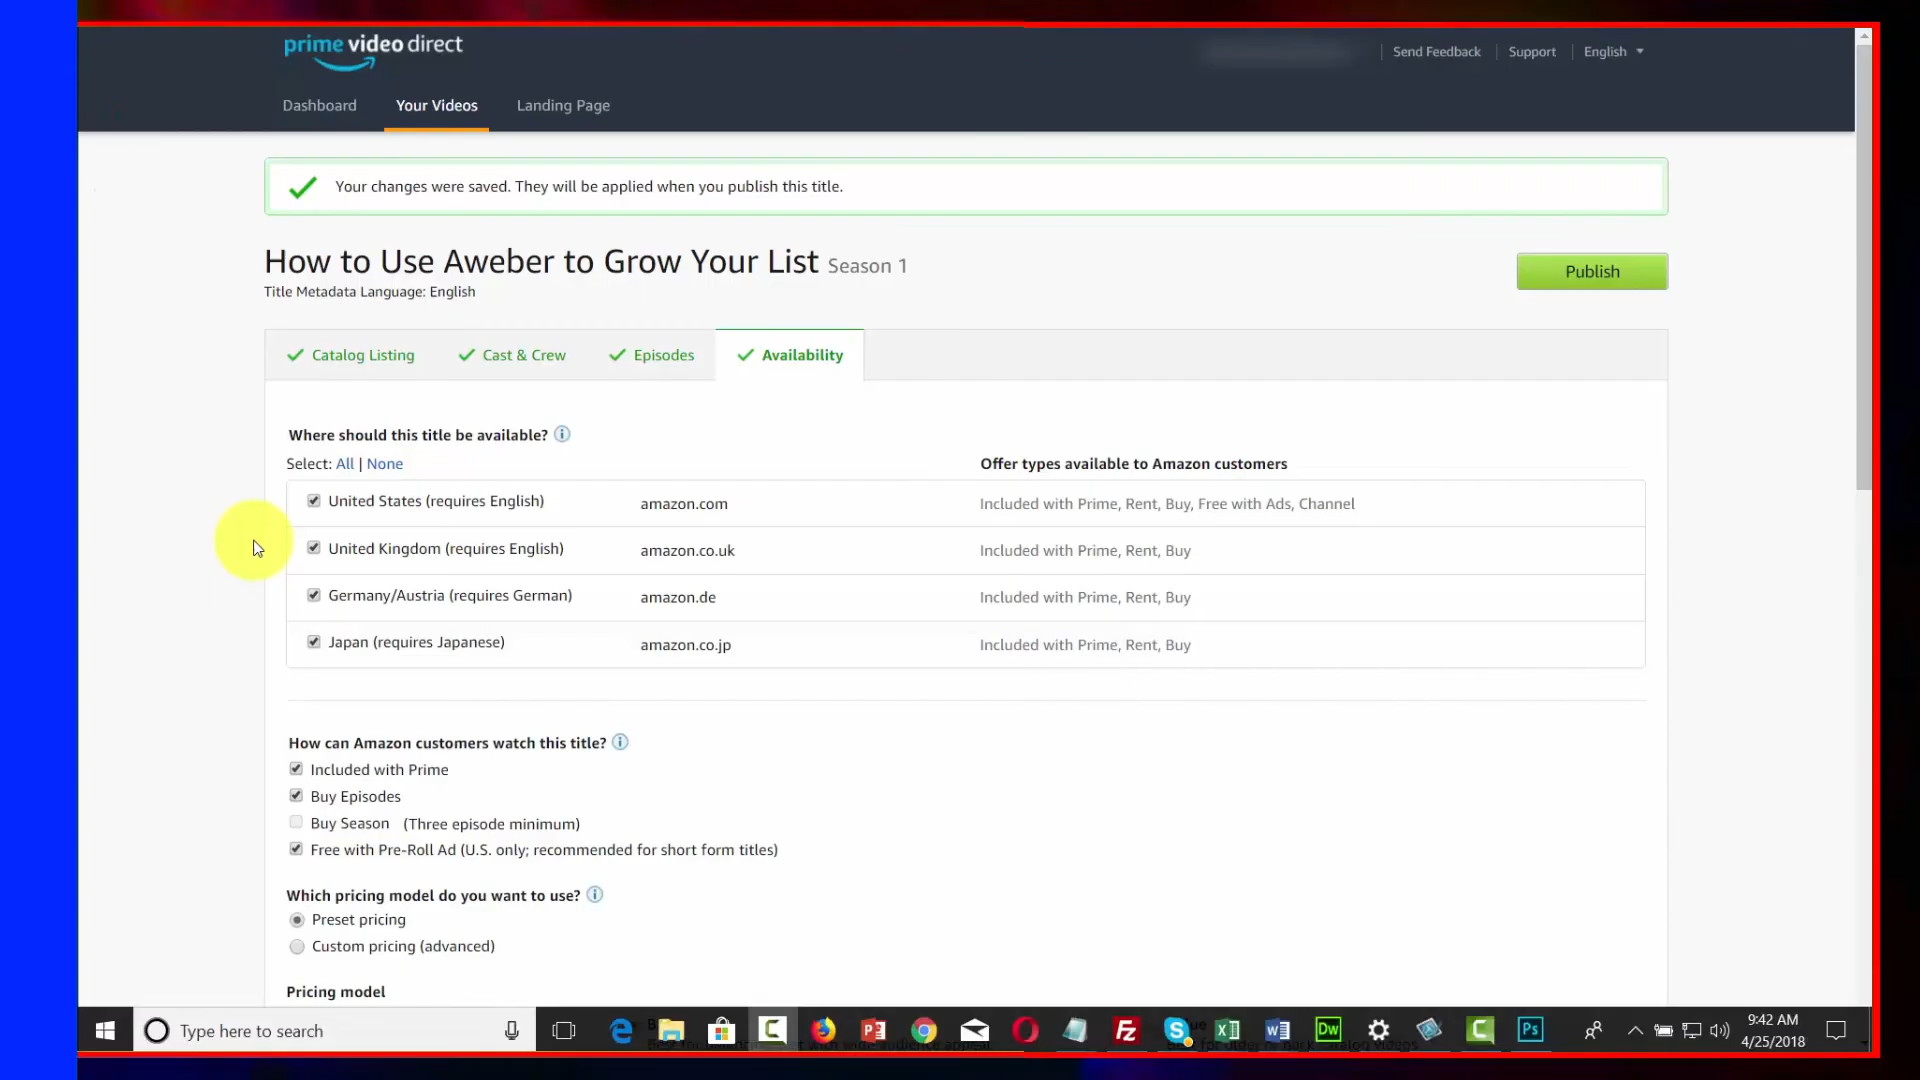 prime video direct
Send Feedback
Support
English
Dashboard
Your Videos
Landing Page
Your changes were saved. They will be applied when you publish this title.
How to Use Aweber to Grow Your List Season 1
Publish
Title Metadata Language: English
Catalog Listing
Cast & Crew
Episodes
Availability
Where should this title be available?
Select: All | None
Offer types available to Amazon customers
United States (requires English)
amazon.com
Included with Prime, Rent, Buy, Free with Ads, Channel
United Kingdom (requires English)
amazon.co.uk
Included with Prime, Rent, Buy
Germany/Austria (requires German)
amazon.de
Included with Prime, Rent, Buy
Japan (requires Japanese)
amazon.co.jp
Included with Prime, Rent, Buy
How can Amazon customers watch this title?
Included with Prime
Buy Episodes
Buy Season (Three episode minimum)
Free with Pre-Roll Ad (U.S. only; recommended for short form titles)
Which pricing model do you want to use?
Preset pricing
Custom pricing (advanced)
Pricing model
Type here to search
Dw
Ps
9:42 AM
4/25/2018